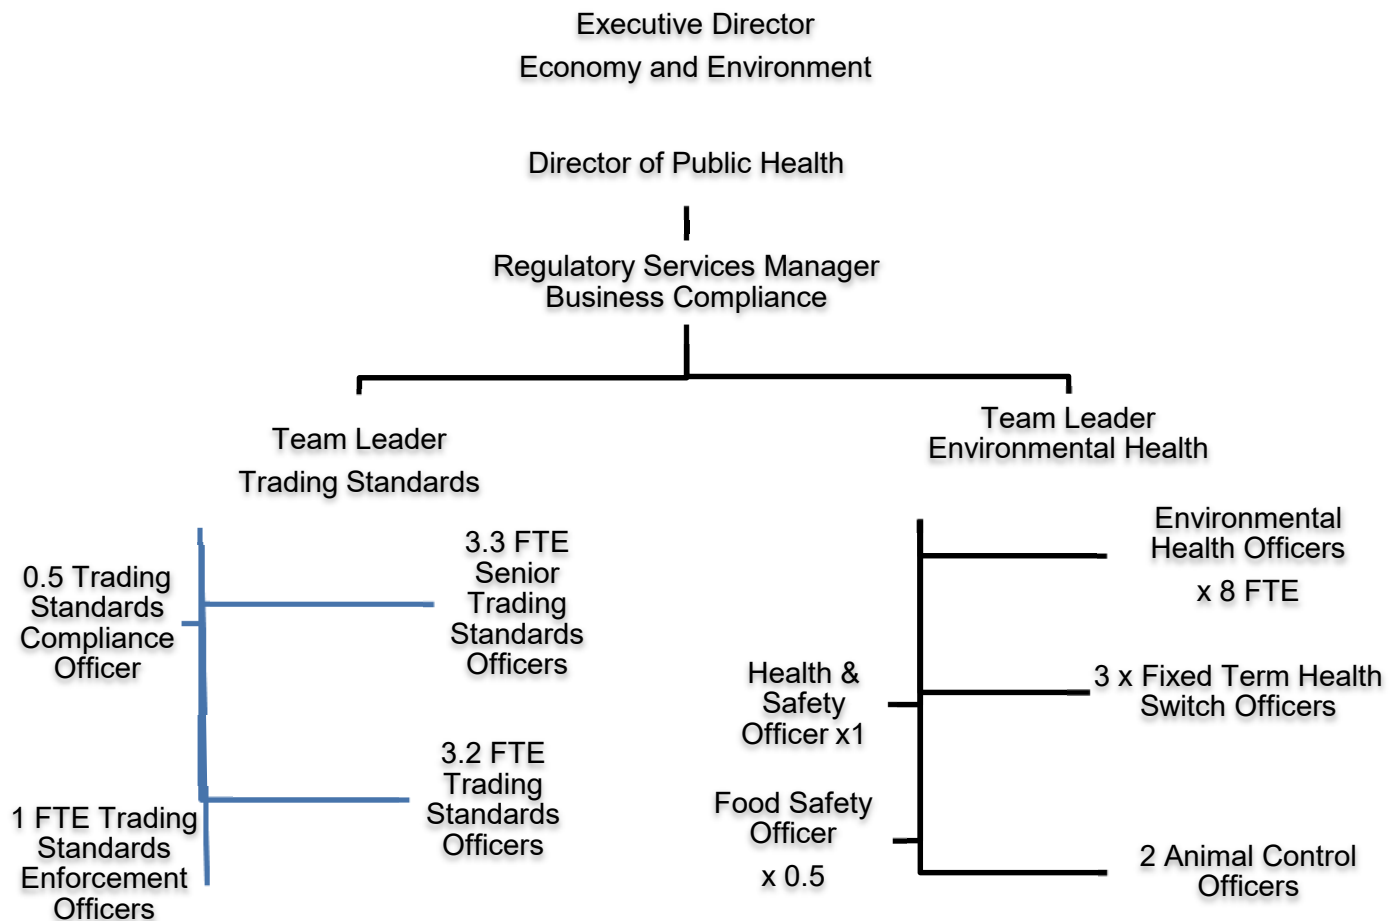 Executive Director
Economy and Environment
Director of Public Health
Regulatory Services Manager
Business Compliance
Team Leader
Trading Standards
Team Leader
Environmental Health
0.5 Trading
Standards
Compliance
Officer
3.3 FTE
Senior
Trading
Standards
Officers
1 FTE Trading
Standards
Enforcement
Officers
3.2 FTE
Trading
Standards
Officers
Environmental
Health Officers
x 8 FTE
Health &
Safety
Officer x1
3 x Fixed Term Health
Switch Officers
Food Safety
Officer
x 0.5
2 Animal Control
Officers